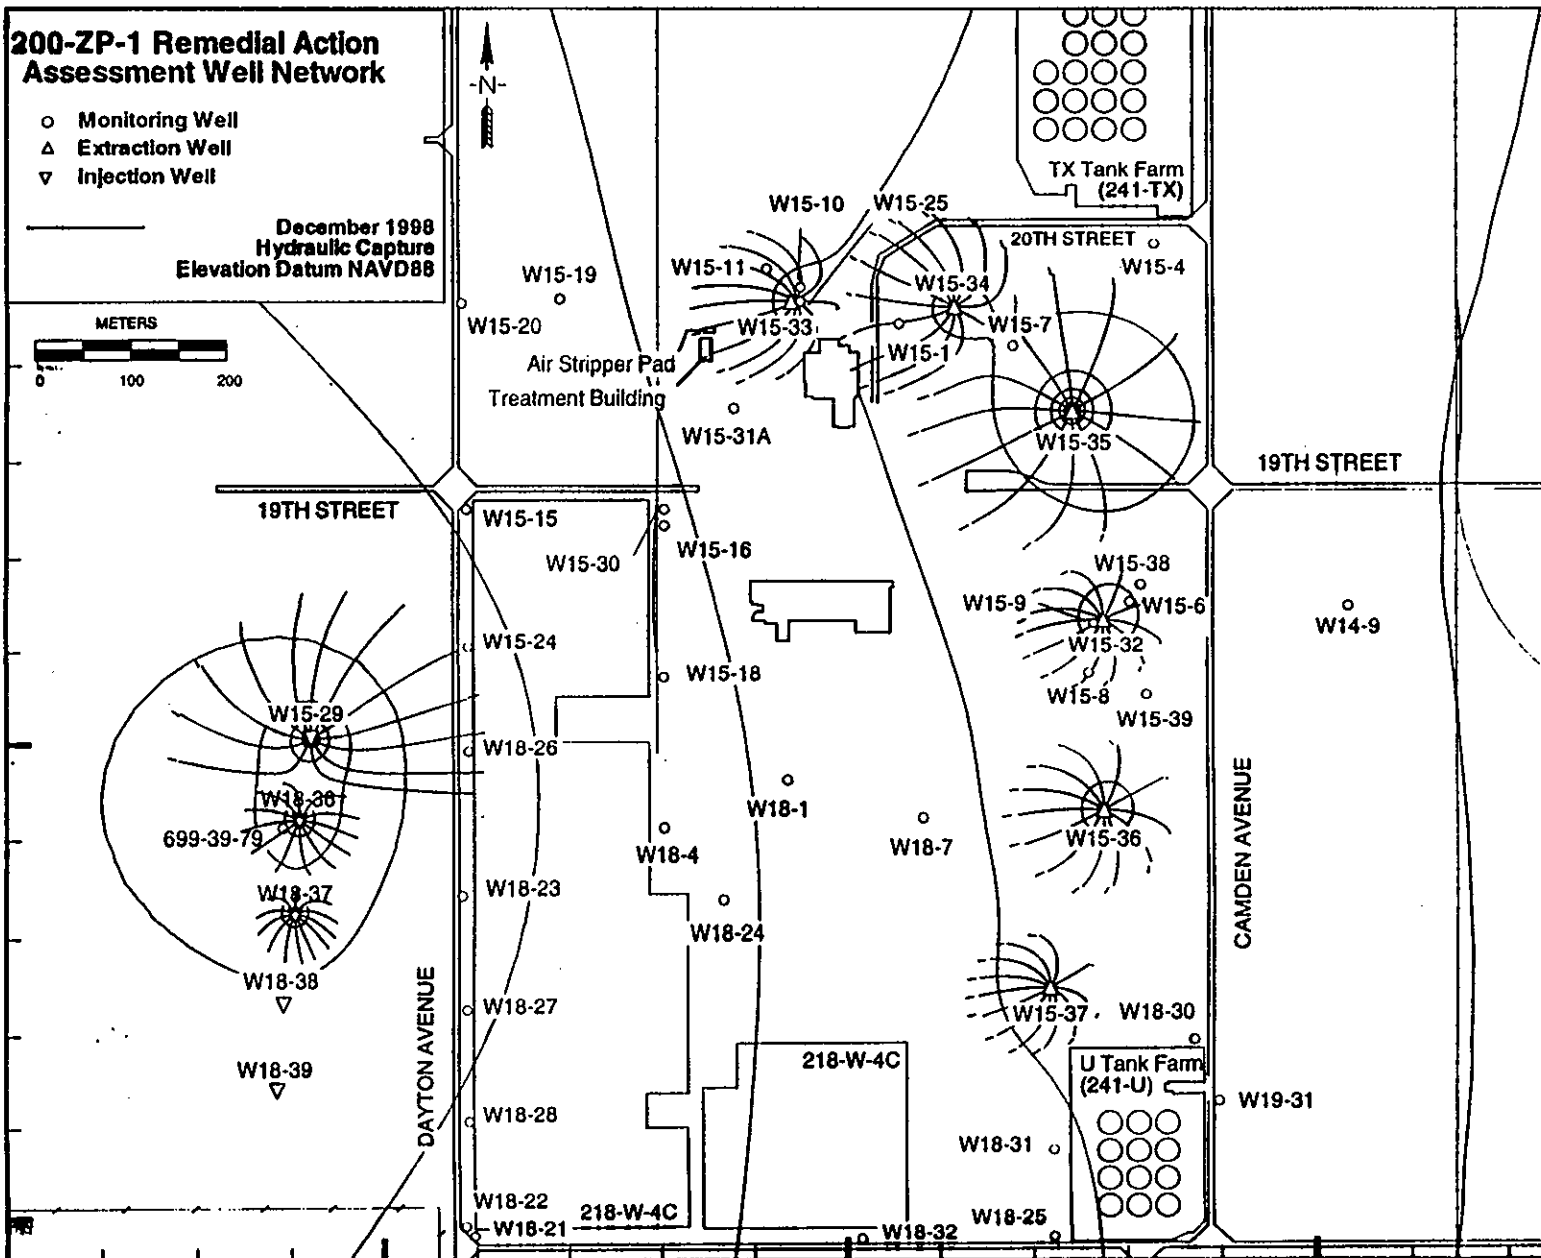 200-ZP-1 Remedial Action
Assessment Well Network
-N-
Monitoring Well
Extraction Well
Injection Well
December 1998
Hydraulic Capture
Elevation Datum NAVD88
METERS
0 100 200
TX Tank Farm
(241-TX)
W15-10 W15-25
20TH STREET
W15-4
W15-11
W15-19
W15-34
W15-20
W15-33
W15-7
W15-1
Air Stripper Pad
Treatment Building
W15-31A
W15-35
19TH STREET
19TH STREET
W15-15
W15-16
W15-30
W15-38
W15-9
W15-6
W14-9
W15-32
W15-24
W15-18
W15-8
W15-39
W15-29
W18-26
W18-36
W18-1
699-39-79
W18-4
W18-7
W15-36
W18-37
W18-23
W18-24
CAMDEN AVENUE
W18-38
DAYTON AVENUE
W18-27
W15-37
W18-30
W18-39
218-W-4C
U Tank Farm
(241-U)
W19-31
W18-28
W18-31
W18-22
W18-21
218-W-4C
W18-32
W18-25